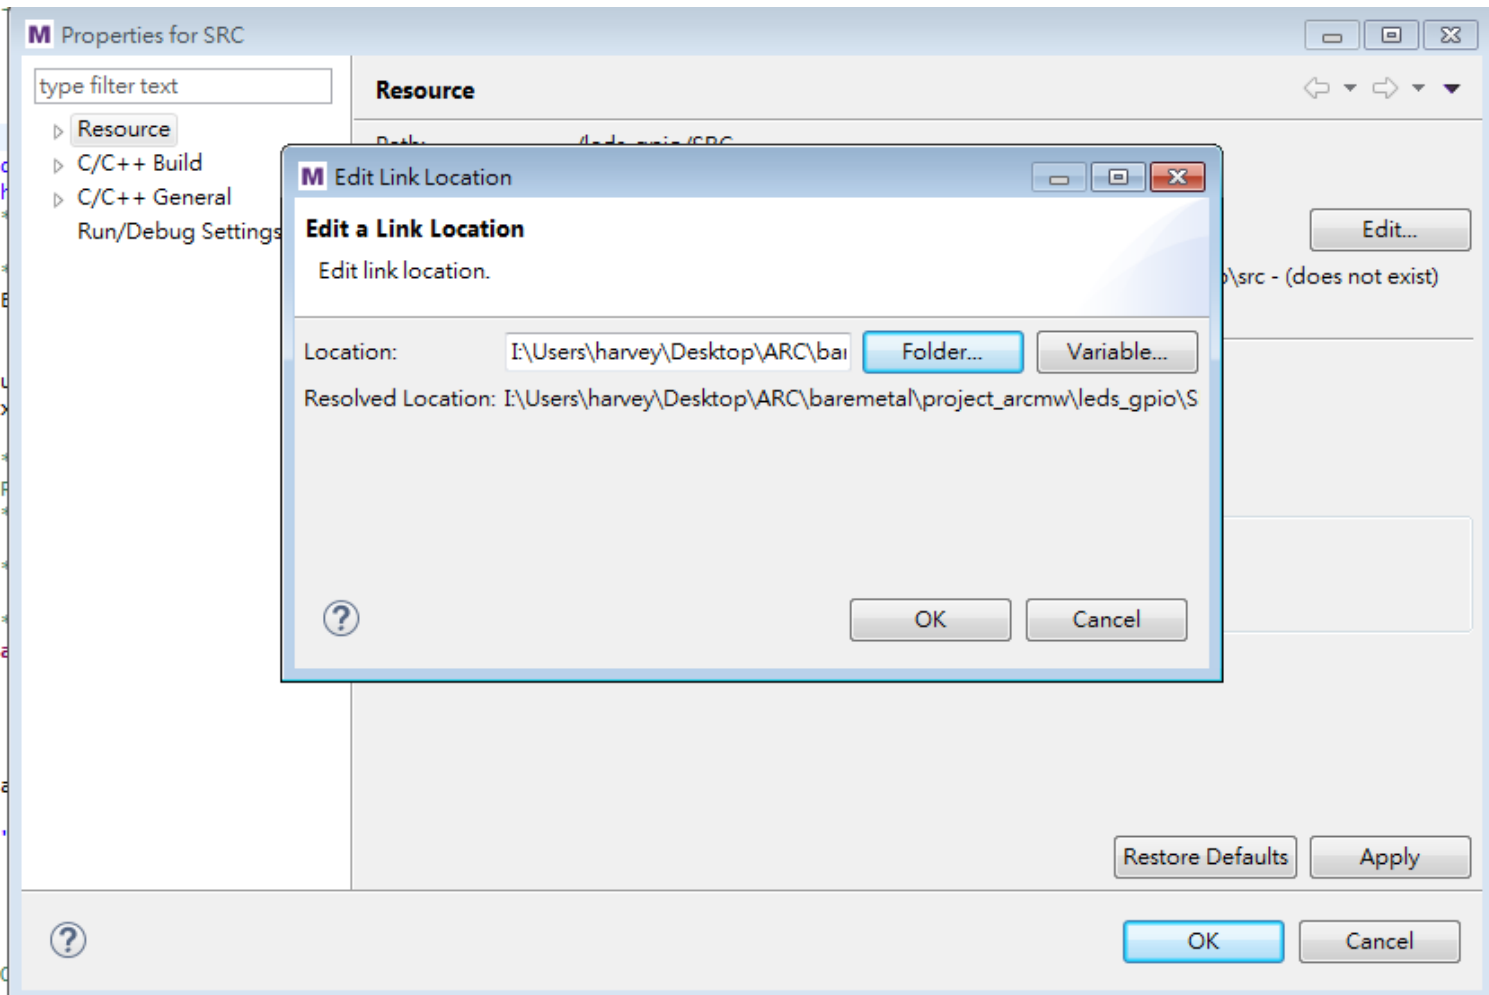 M Properties for SRC
type filter text
Resource
Resource
C/C++ Build
C/C++ General
Run/Debug Settings
M Edit Link Location
Edit a Link Location
Edit link location.
Edit...
\src - (does not exist)
Location: I:\Users\harvey\Desktop\ARC\bar Folder... Variable...
Resolved Location: I:\Users\harvey\Desktop\ARC\baremetal\project_arcmw\leds_gpio\S
? OK Cancel
Restore Defaults Apply
? OK Cancel